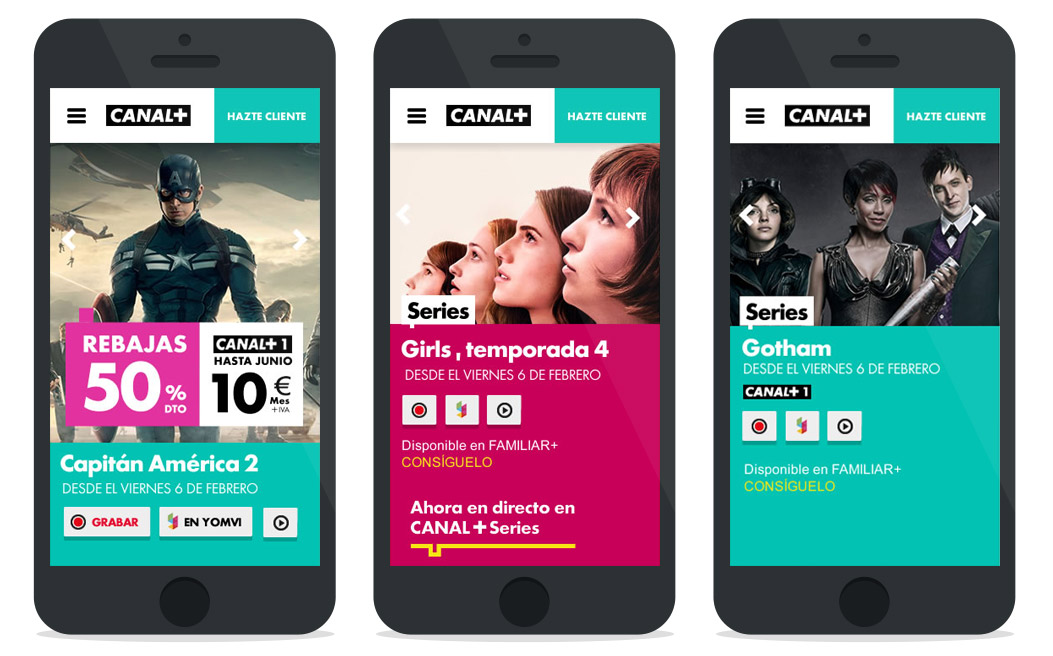 CANAL+
HAZTE CLIENTE
A
REBAJAS
50%
DTO
CANAL+ 1
HASTA JUNIO
10€
Mes
+IVA
Capitán América 2
DESDE EL VIERNES 6 DE FEBRERO
GRABAR
EN YOMVI
CANAL+
HAZTE CLIENTE
Series
Girls, temporada 4
DESDE EL VIERNES 6 DE FEBRERO
Disponible en FAMILIAR+
CONSÍGUELO
Ahora en directo en
CANAL+ Series
CANAL+
HAZTE CLIENTE
Series
Gotham
DESDE EL VIERNES 6 DE FEBRERO
CANAL+ 1
Disponible en FAMILIAR+
CONSÍGUELO